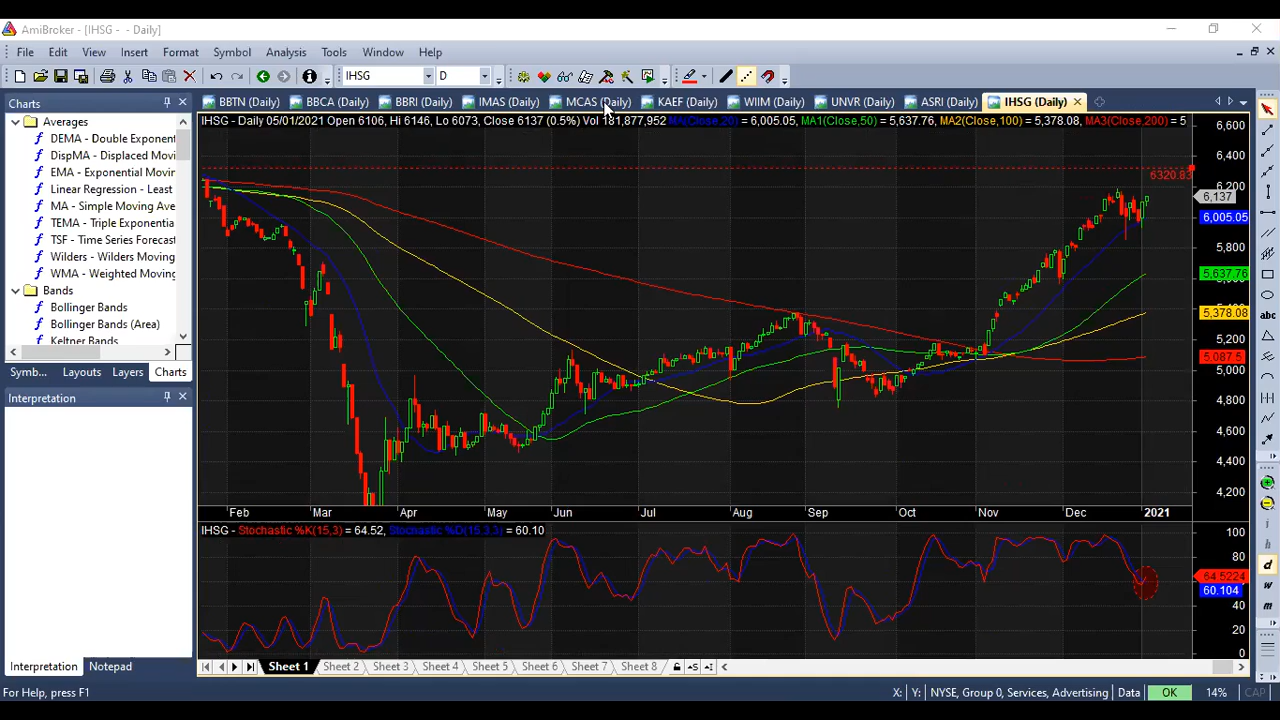 AmiBroker - [IHSG - - Daily]
File Edit View Insert Format Symbol Analysis Tools Window Help
IHSG D
Charts
BBTN (Daily) BBCA (Daily) BBRI (Daily) IMAS (Daily) MCAS (Daily) KAEF (Daily) WIIM (Daily) UNVR (Daily) ASRI (Daily) IHSG (Daily)
IHSG - Daily 05/01/2021 Open 6106, Hi 6146, Lo 6073, Close 6137 (0.5%) Vol 181,877,952 MA(Close,20) = 6,005.05, MA1(Close,50) = 5,637.76, MA2(Close,100) = 5,378.08, MA3(Close,200) = 5
Averages
DEMA - Double Exponent
DispMA - Displaced Movi
EMA - Exponential Movin
Linear Regression - Least
MA - Simple Moving Ave
TEMA - Triple Exponentia
TSF - Time Series Forecast
Wilders - Wilders Moving
WMA - Weighted Moving
Bands
Bollinger Bands
Bollinger Bands (Area)
Keltner Bands
Symb... Layouts Layers Charts
Interpretation
6,600
6,400
6320.83
6,200
6,137
6,005.05
5,800
5,637.76
5,378.08
5,200
5,087.5
5,000
4,800
4,600
4,400
4,200
Feb Mar Apr May Jun Jul Aug Sep Oct Nov Dec 2021
IHSG - Stochastic %K(15,3) = 64.52, Stochastic %D(15,3,3) = 60.10
100
80
64.5224
60.104
40
20
0
abc
i
h
d
w
m
Interpretation Notepad
Sheet 1 Sheet 2 Sheet 3 Sheet 4 Sheet 5 Sheet 6 Sheet 7 Sheet 8
For Help, press F1
X: Y: NYSE, Group 0, Services, Advertising Data OK 14% CAP